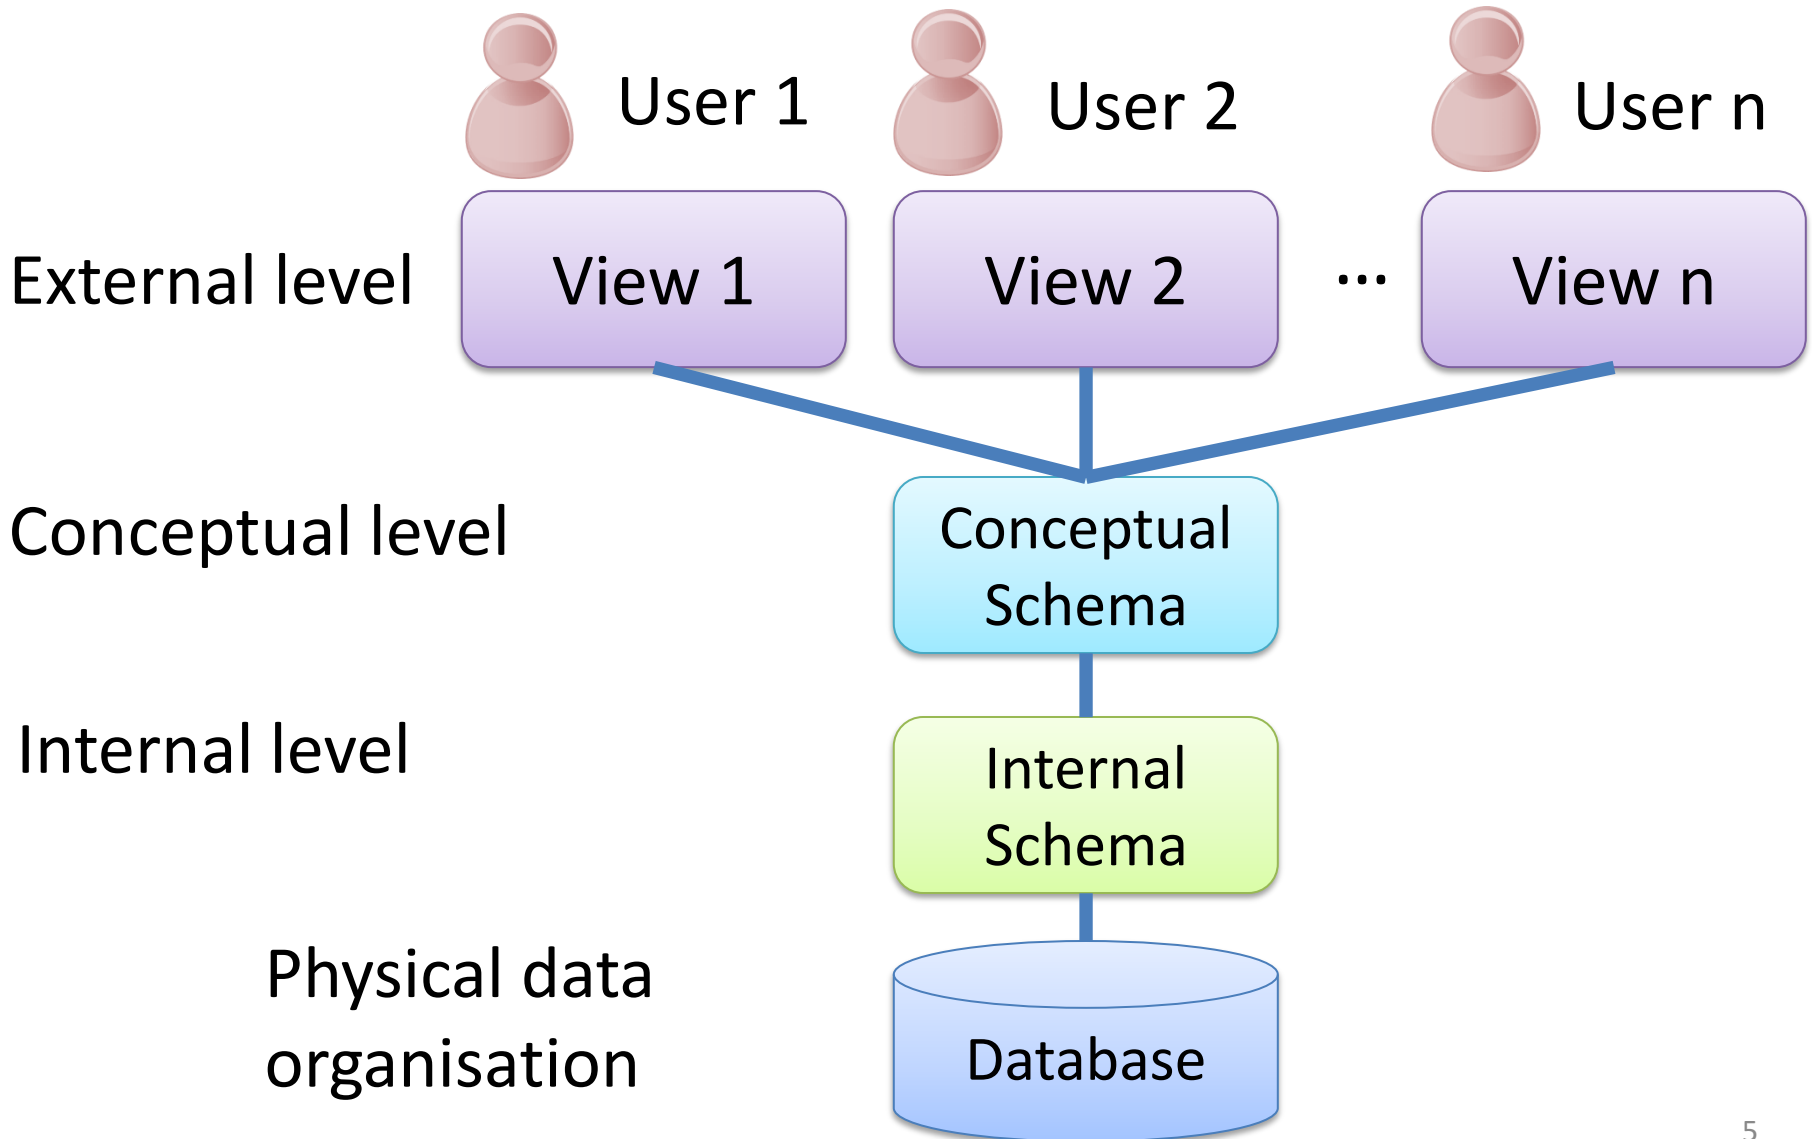 User 1
User 2
User n
External level
View 1
View 2
...
View n
Conceptual level
Conceptual
Schema
Internal level
Internal
Schema
Physical data
organisation
Database
5